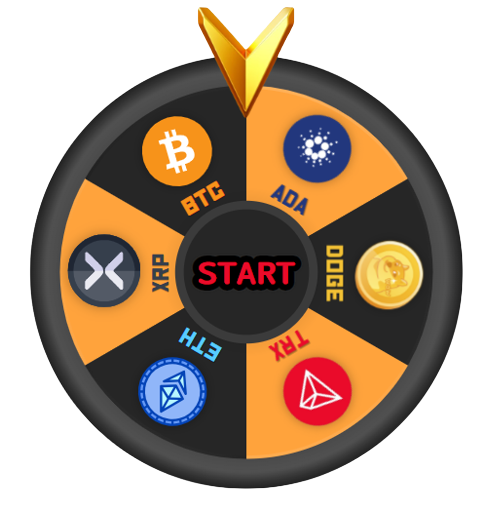 BTC
ADA
XRP
START
DOGE
ETH
TRX